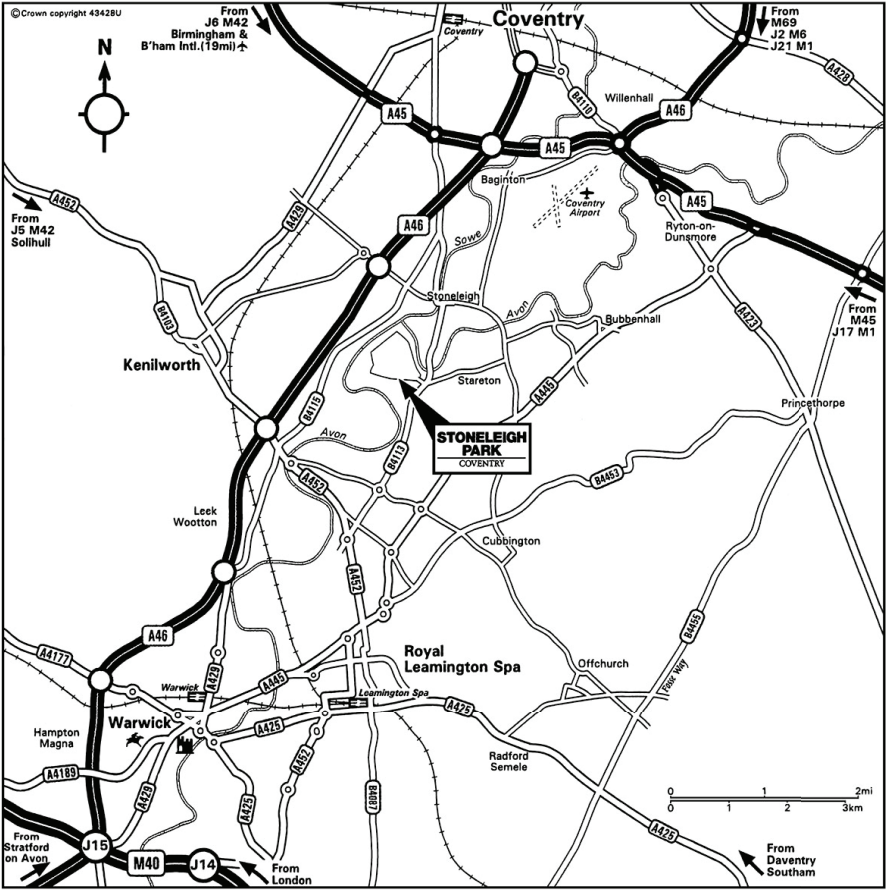 ©Crown copyright 43428U
From
J6 M42
Birmingham &
B'ham Intl.(19mi)
Coventry
Coventry
From
M69
J2 M6
J21 M1
A428
N
B4110
Willenhall
A46
A45
A45
Baginton
Coventry
Airport
A45
Ryton-on-
Dunsmore
A452
From
J5 M42
Solihull
A429
A46
Sowe
Stoneleigh
Avon
Bubbenhall
From
M45
J17 M1
A423
B4103
Kenilworth
Stareton
A445
Princethorpe
B4115
Avon
STONELEIGH
PARK
COVENTRY
B4113
A452
B4453
Leek
Wootton
Cubbington
A452
A46
B4455
A4177
A429
Royal
Leamington Spa
Offchurch
Fosse Way
Warwick
A445
Leamington Spa
Warwick
A425
A425
Hampton
Magna
Radford
Semele
A4189
A452
A429
A425
B4087
0 1 2mi
0 1 2 3km
A425
From
Stratford
on Avon
J15
M40
J14
From
London
From
Daventry
Southam